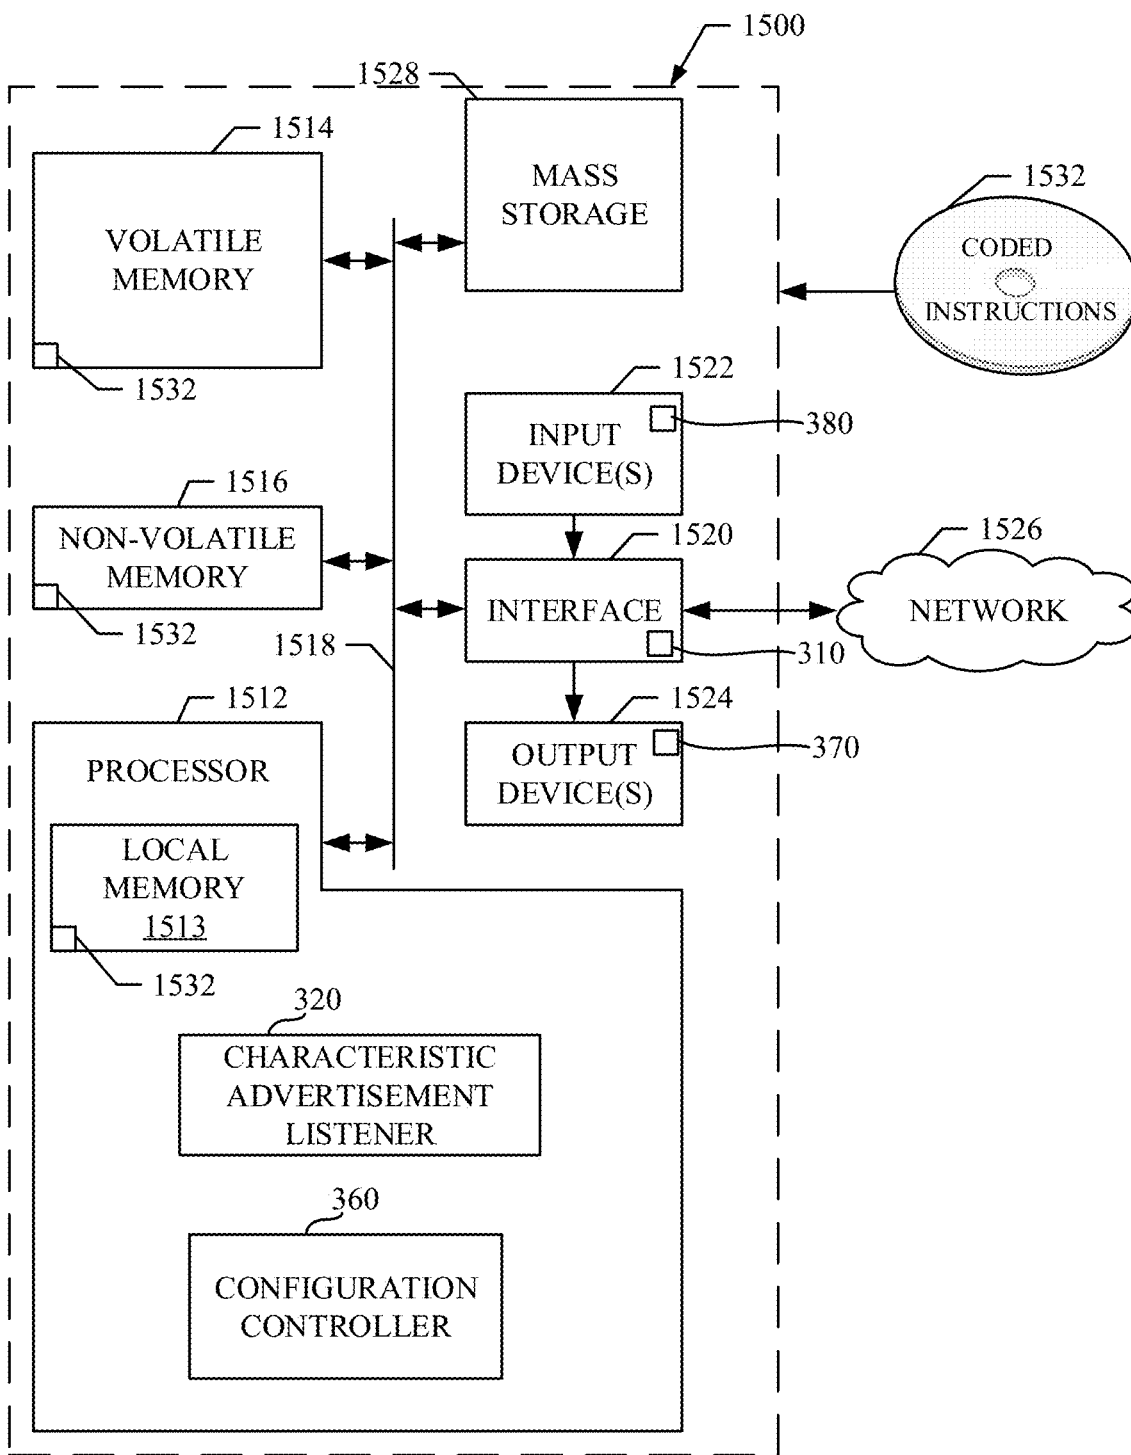 1500
1528
MASS
STORAGE
1514
VOLATILE
MEMORY
1532
1532
CODED
INSTRUCTIONS
1522
INPUT
DEVICE(S)
380
1516
NON-VOLATILE
MEMORY
1532
1520
INTERFACE
310
1526
NETWORK
1518
1512
PROCESSOR
1524
OUTPUT
DEVICE(S)
370
LOCAL
MEMORY
1513
1532
320
CHARACTERISTIC
ADVERTISEMENT
LISTENER
360
CONFIGURATION
CONTROLLER